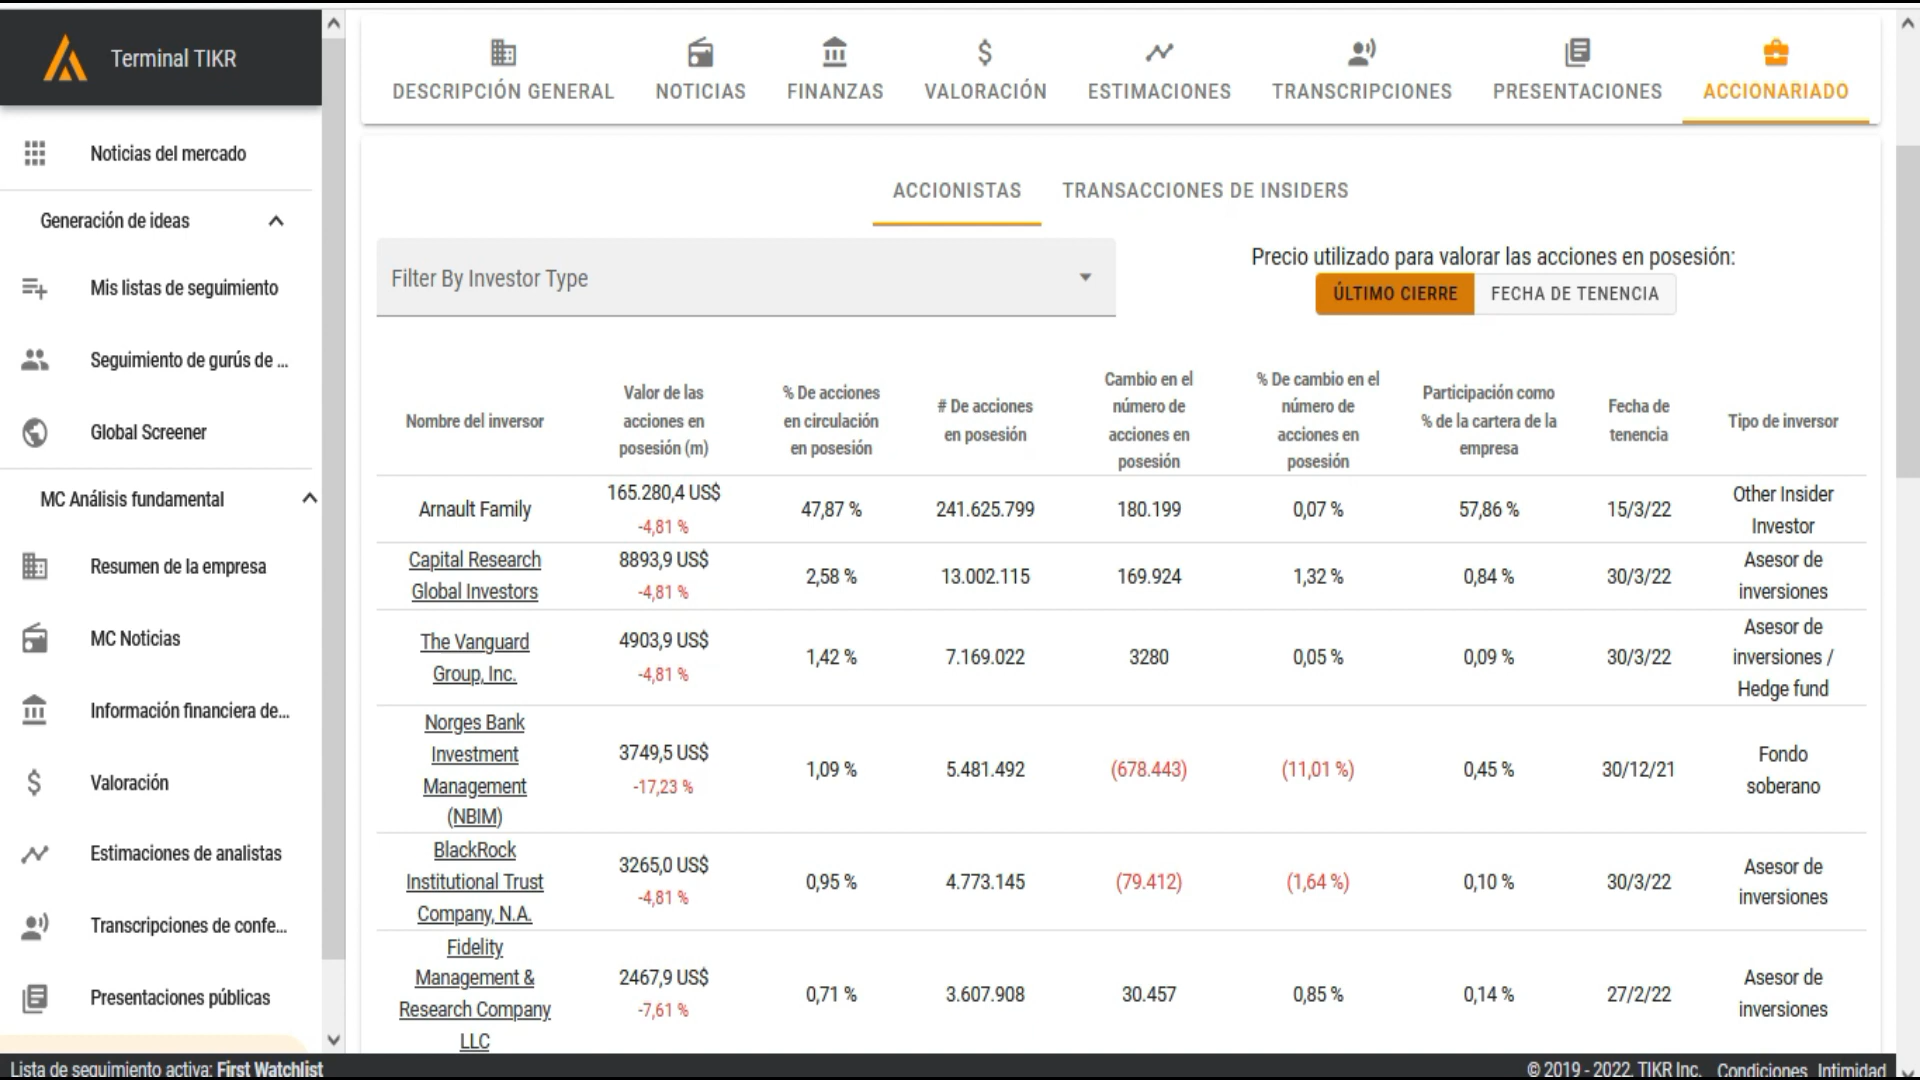 Terminal TIKR
Noticias del mercado
Generación de ideas
Mis listas de seguimiento
Seguimiento de gurús de ...
Global Screener
MC Análisis fundamental
Resumen de la empresa
MC Noticias
Información financiera de...
Valoración
Estimaciones de analistas
Transcripciones de confe...
Presentaciones públicas
DESCRIPCIÓN GENERAL NOTICIAS FINANZAS VALORACIÓN ESTIMACIONES TRANSCRIPCIONES PRESENTACIONES ACCIONARIADO
ACCIONISTAS TRANSACCIONES DE INSIDERS
Filter By Investor Type
Precio utilizado para valorar las acciones en posesión:
ÚLTIMO CIERRE FECHA DE TENENCIA
Nombre del inversor
Valor de las
acciones en
posesión (m)
% De acciones
en circulación
en posesión
# De acciones
en posesión
Cambio en el
número de
acciones en
posesión
% De cambio en el
número de
acciones en
posesión
Participación como
% de la cartera de la
empresa
Fecha de
tenencia
Tipo de inversor
Arnault Family
165.280,4 US$
-4,81 %
47,87 %
241.625.799
180.199
0,07 %
57,86 %
15/3/22
Other Insider
Investor
Capital Research
Global Investors
8893,9 US$
-4,81 %
2,58 %
13.002.115
169.924
1,32 %
0,84 %
30/3/22
Asesor de
inversiones
The Vanguard
Group, Inc.
4903,9 US$
-4,81 %
1,42 %
7.169.022
3280
0,05 %
0,09 %
30/3/22
Asesor de
inversiones /
Hedge fund
Norges Bank
Investment
Management
(NBIM)
3749,5 US$
-17,23 %
1,09 %
5.481.492
(678.443)
(11,01 %)
0,45 %
30/12/21
Fondo
soberano
BlackRock
Institutional Trust
Company, N.A.
3265,0 US$
-4,81 %
0,95 %
4.773.145
(79.412)
(1,64 %)
0,10 %
30/3/22
Asesor de
inversiones
Fidelity
Management &
Research Company
LLC
2467,9 US$
-7,61 %
0,71 %
3.607.908
30.457
0,85 %
0,14 %
27/2/22
Asesor de
inversiones
Lista de seguimiento activa: First Watchlist
© 2019 - 2022, TIKR Inc. Condiciones Intimidad